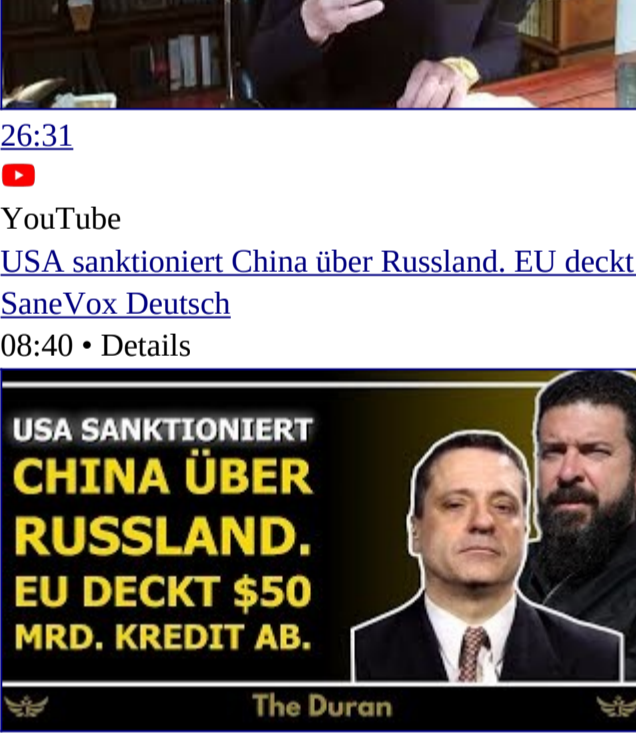 26:31
YouTube
USA sanktioniert China über Russland. EU deckt
SaneVox Deutsch
08:40 • Details
USA SANKTIONIERT
CHINA ÜBER
RUSSLAND.
EU DECKT $50
MRD. KREDIT AB.
The Duran